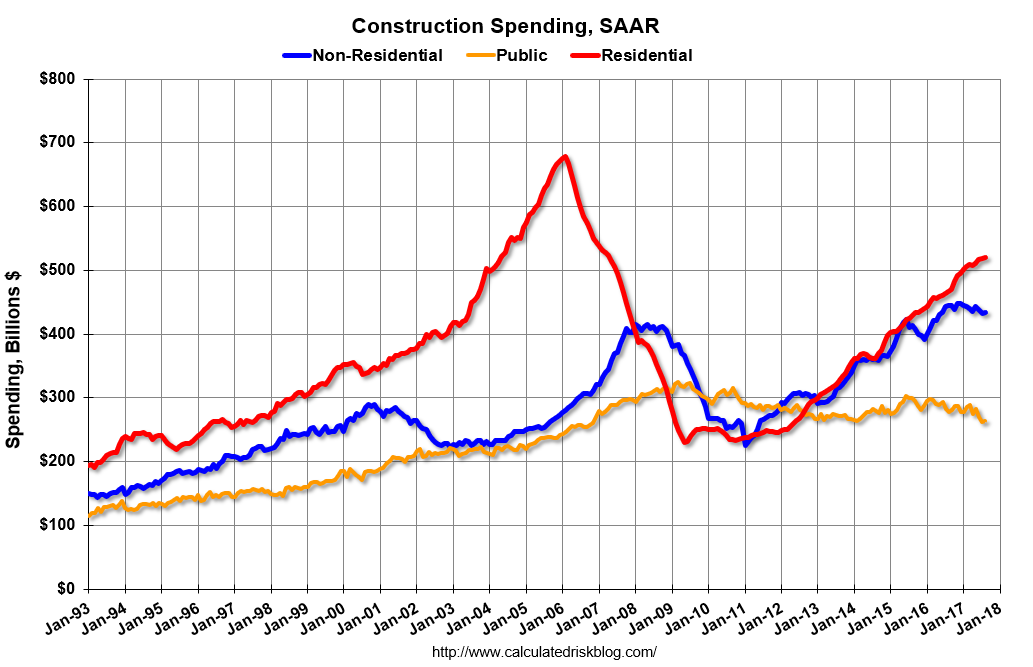 Construction Spending, SAAR
Non-Residential Public Residential
Spending, Billions $
$800
$700
$600
$500
$400
$300
$200
$100
$0
Jan-93 Jan-94 Jan-95 Jan-96 Jan-97 Jan-98 Jan-99 Jan-00 Jan-01 Jan-02 Jan-03 Jan-04 Jan-05 Jan-06 Jan-07 Jan-08 Jan-09 Jan-10 Jan-11 Jan-12 Jan-13 Jan-14 Jan-15 Jan-16 Jan-17 Jan-18
http://www.calculatedriskblog.com/